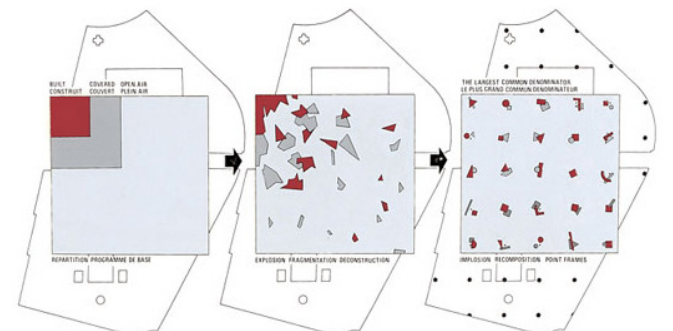 BUILT COVERED OPEN AIR
CONSTRUIT COUVERT PLEIN AIR
REPARTITION PROGRAMME DE BASE
EXPLOSION FRAGMENTATION DECONSTRUCTION
THE LARGEST COMMON DENOMINATOR
LE PLUS GRAND COMMUN DENOMINATEUR
IMPLOSION RECOMPOSITION POINT FRAMES